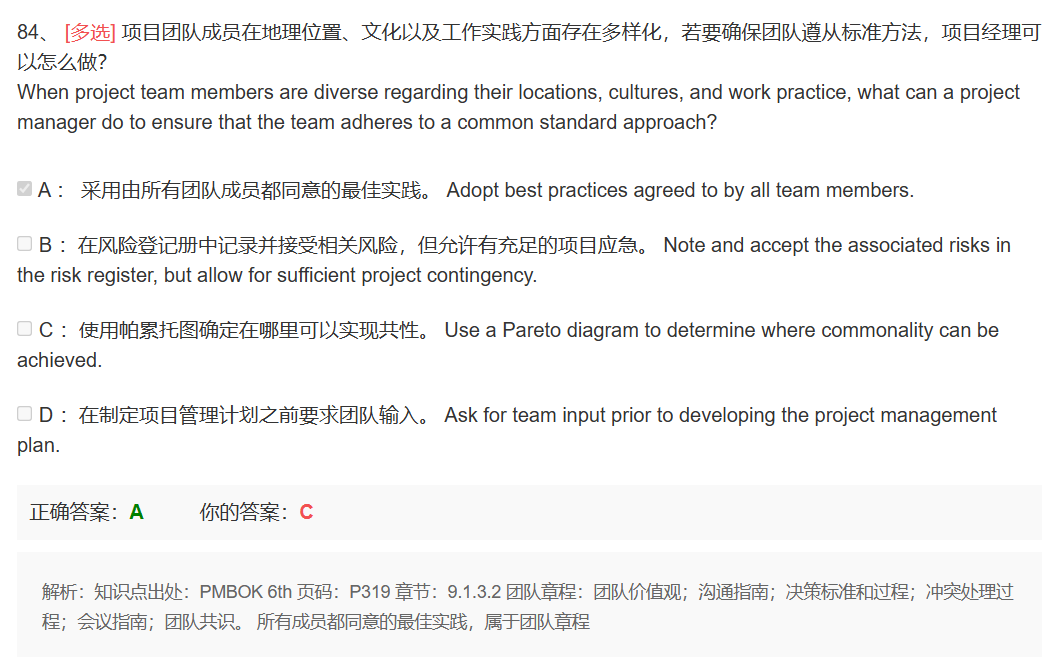 84、 [多选] 项目团队成员在地理位置、文化以及工作实践方面存在多样化，若要确保团队遵从标准方法，项目经理可
以怎么做？
When project team members are diverse regarding their locations, cultures, and work practice, what can a project
manager do to ensure that the team adheres to a common standard approach?
A： 采用由所有团队成员都同意的最佳实践。 Adopt best practices agreed to by all team members.
B：在风险登记册中记录并接受相关风险，但允许有充足的项目应急。 Note and accept the associated risks in
the risk register, but allow for sufficient project contingency.
C：使用帕累托图确定在哪里可以实现共性。 Use a Pareto diagram to determine where commonality can be
achieved.
D：在制定项目管理计划之前要求团队输入。 Ask for team input prior to developing the project management
plan.
正确答案：A 你的答案：C
解析：知识点出处：PMBOK 6th 页码：P319 章节：9.1.3.2 团队章程：团队价值观；沟通指南；决策标准和过程；冲突处理过
程；会议指南；团队共识。 所有成员都同意的最佳实践，属于团队章程